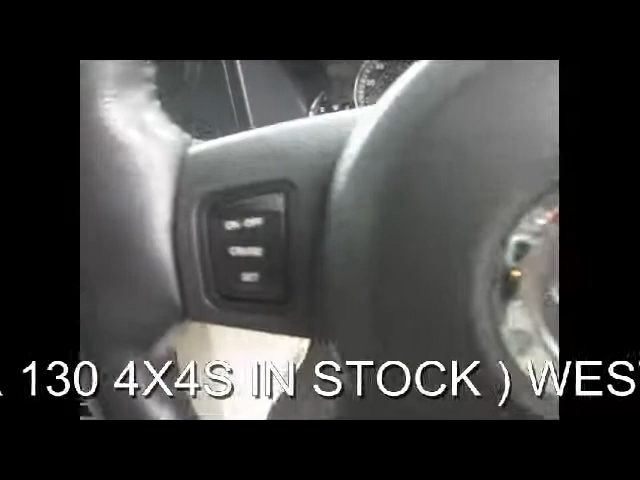 ON OFF
CRUISE
SET
130 4X4S IN STOCK ) WES